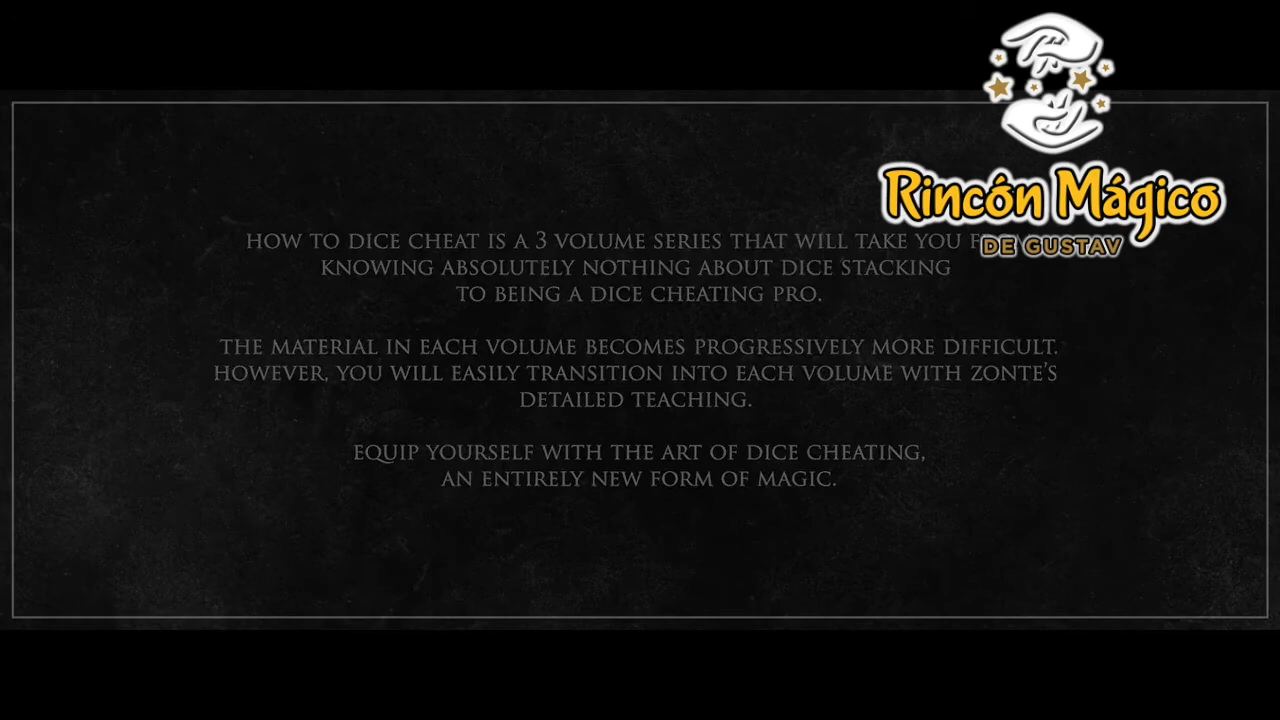 Rincón Mágico
DE GUSTAV
HOW TO DICE CHEAT IS A 3 VOLUME SERIES THAT WILL TAKE YOU
KNOWING ABSOLUTELY NOTHING ABOUT DICE STACKING
TO BEING A DICE CHEATING PRO.
THE MATERIAL IN EACH VOLUME BECOMES PROGRESSIVELY MORE DIFFICULT.
HOWEVER, YOU WILL EASILY TRANSITION INTO EACH VOLUME WITH ZONTE'S
DETAILED TEACHING.
EQUIP YOURSELF WITH THE ART OF DICE CHEATING,
AN ENTIRELY NEW FORM OF MAGIC.